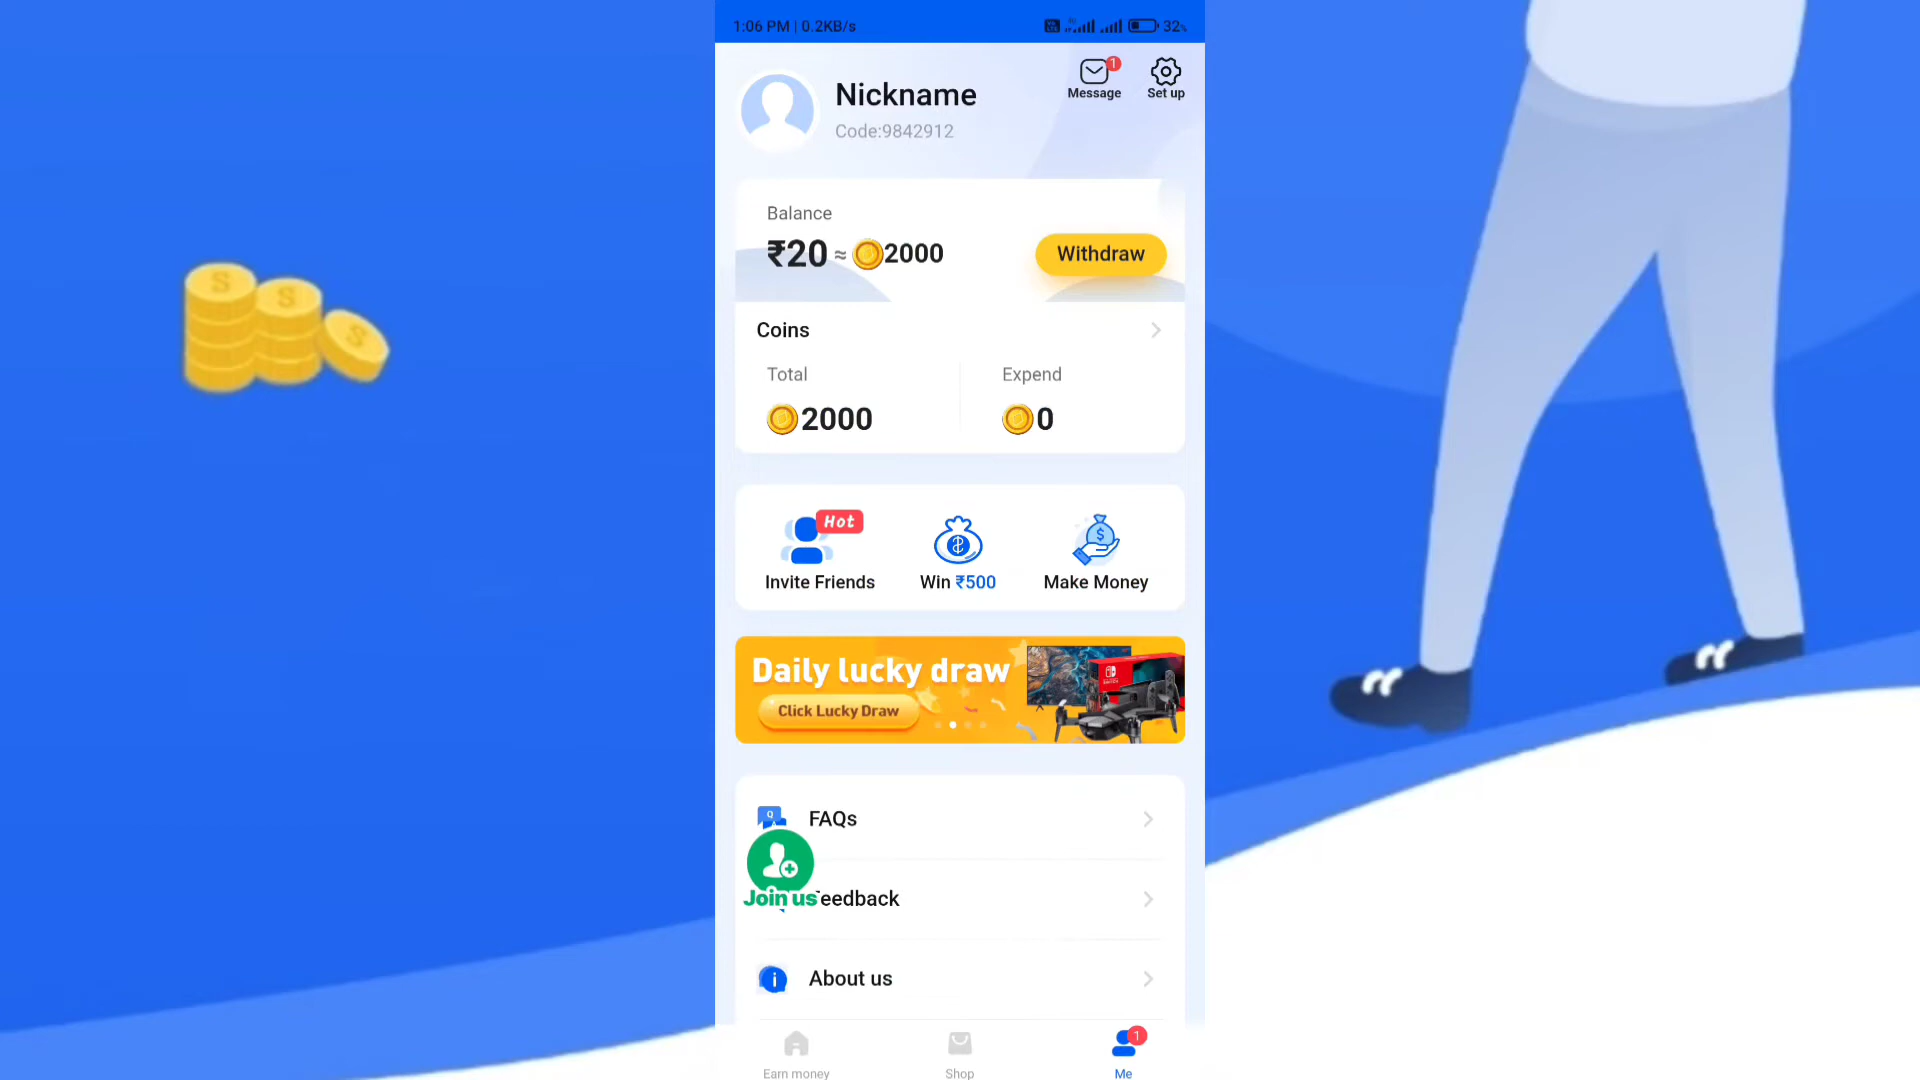 1:06 PM | 0.2KB/s
32%
Nickname
Code:9842912
1
Message
Set up
Balance
₹20 ≈ 2000
Withdraw
Coins
Total
Expend
2000
0
Hot
Invite Friends
Win ₹500
Make Money
Daily lucky draw
Click Lucky Draw
FAQs
Join us
eedback
About us
1
Earn money
Shop
Me